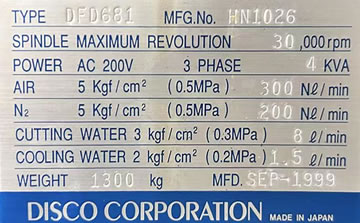 TYPE DFD681 MFG.No. HN1026
SPINDLE MAXIMUM REVOLUTION 30,000rpm
POWER AC 200V 3 PHASE 4 KVA
AIR 5 Kgf/cm² (0.5MPa) 300 Nℓ/min
N₂ 5 Kgf/cm² (0.5MPa) 200 Nℓ/min
CUTTING WATER 3 kgf/cm² (0.3MPa) 8 ℓ/min
COOLING WATER 2 kgf/cm² (0.2MPa) 1.5 ℓ/min
WEIGHT 1300 kg MFD. SEP-1999
DISCO CORPORATION MADE IN JAPAN